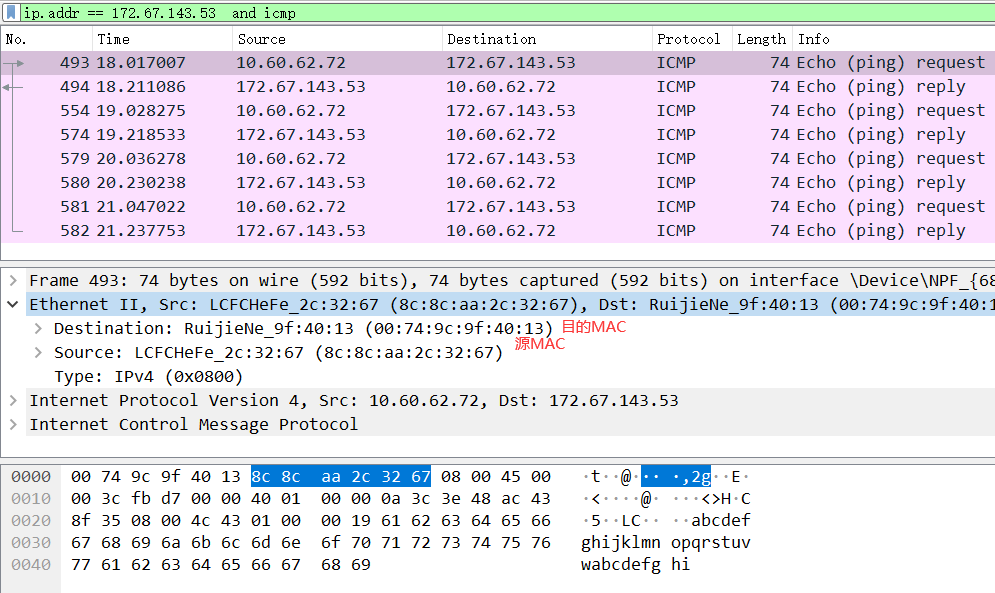 ip.addr == 172.67.143.53  and icmp
No. Time Source Destination Protocol Length Info
493 18.017007 10.60.62.72 172.67.143.53 ICMP 74 Echo (ping) request
494 18.211086 172.67.143.53 10.60.62.72 ICMP 74 Echo (ping) reply
554 19.028275 10.60.62.72 172.67.143.53 ICMP 74 Echo (ping) request
574 19.218533 172.67.143.53 10.60.62.72 ICMP 74 Echo (ping) reply
579 20.036278 10.60.62.72 172.67.143.53 ICMP 74 Echo (ping) request
580 20.230238 172.67.143.53 10.60.62.72 ICMP 74 Echo (ping) reply
581 21.047022 10.60.62.72 172.67.143.53 ICMP 74 Echo (ping) request
582 21.237753 172.67.143.53 10.60.62.72 ICMP 74 Echo (ping) reply
Frame 493: 74 bytes on wire (592 bits), 74 bytes captured (592 bits) on interface \Device\NPF_{68
Ethernet II, Src: LCFCHeFe_2c:32:67 (8c:8c:aa:2c:32:67), Dst: RuijieNe_9f:40:13 (00:74:9c:9f:40:1
Destination: RuijieNe_9f:40:13 (00:74:9c:9f:40:13) 目的MAC
Source: LCFCHeFe_2c:32:67 (8c:8c:aa:2c:32:67) 源MAC
Type: IPv4 (0x0800)
Internet Protocol Version 4, Src: 10.60.62.72, Dst: 172.67.143.53
Internet Control Message Protocol
0000 00 74 9c 9f 40 13 8c 8c aa 2c 32 67 08 00 45 00 ·t··@··· ·,2g··E·
0010 00 3c fb d7 00 00 40 01 00 00 0a 3c 3e 48 ac 43 ·<····@· ···<>H·C
0020 8f 35 08 00 4c 43 01 00 00 19 61 62 63 64 65 66 ·5··LC·· ··abcdef
0030 67 68 69 6a 6b 6c 6d 6e 6f 70 71 72 73 74 75 76 ghijklmn opqrstuv
0040 77 61 62 63 64 65 66 67 68 69 wabcdefg hi